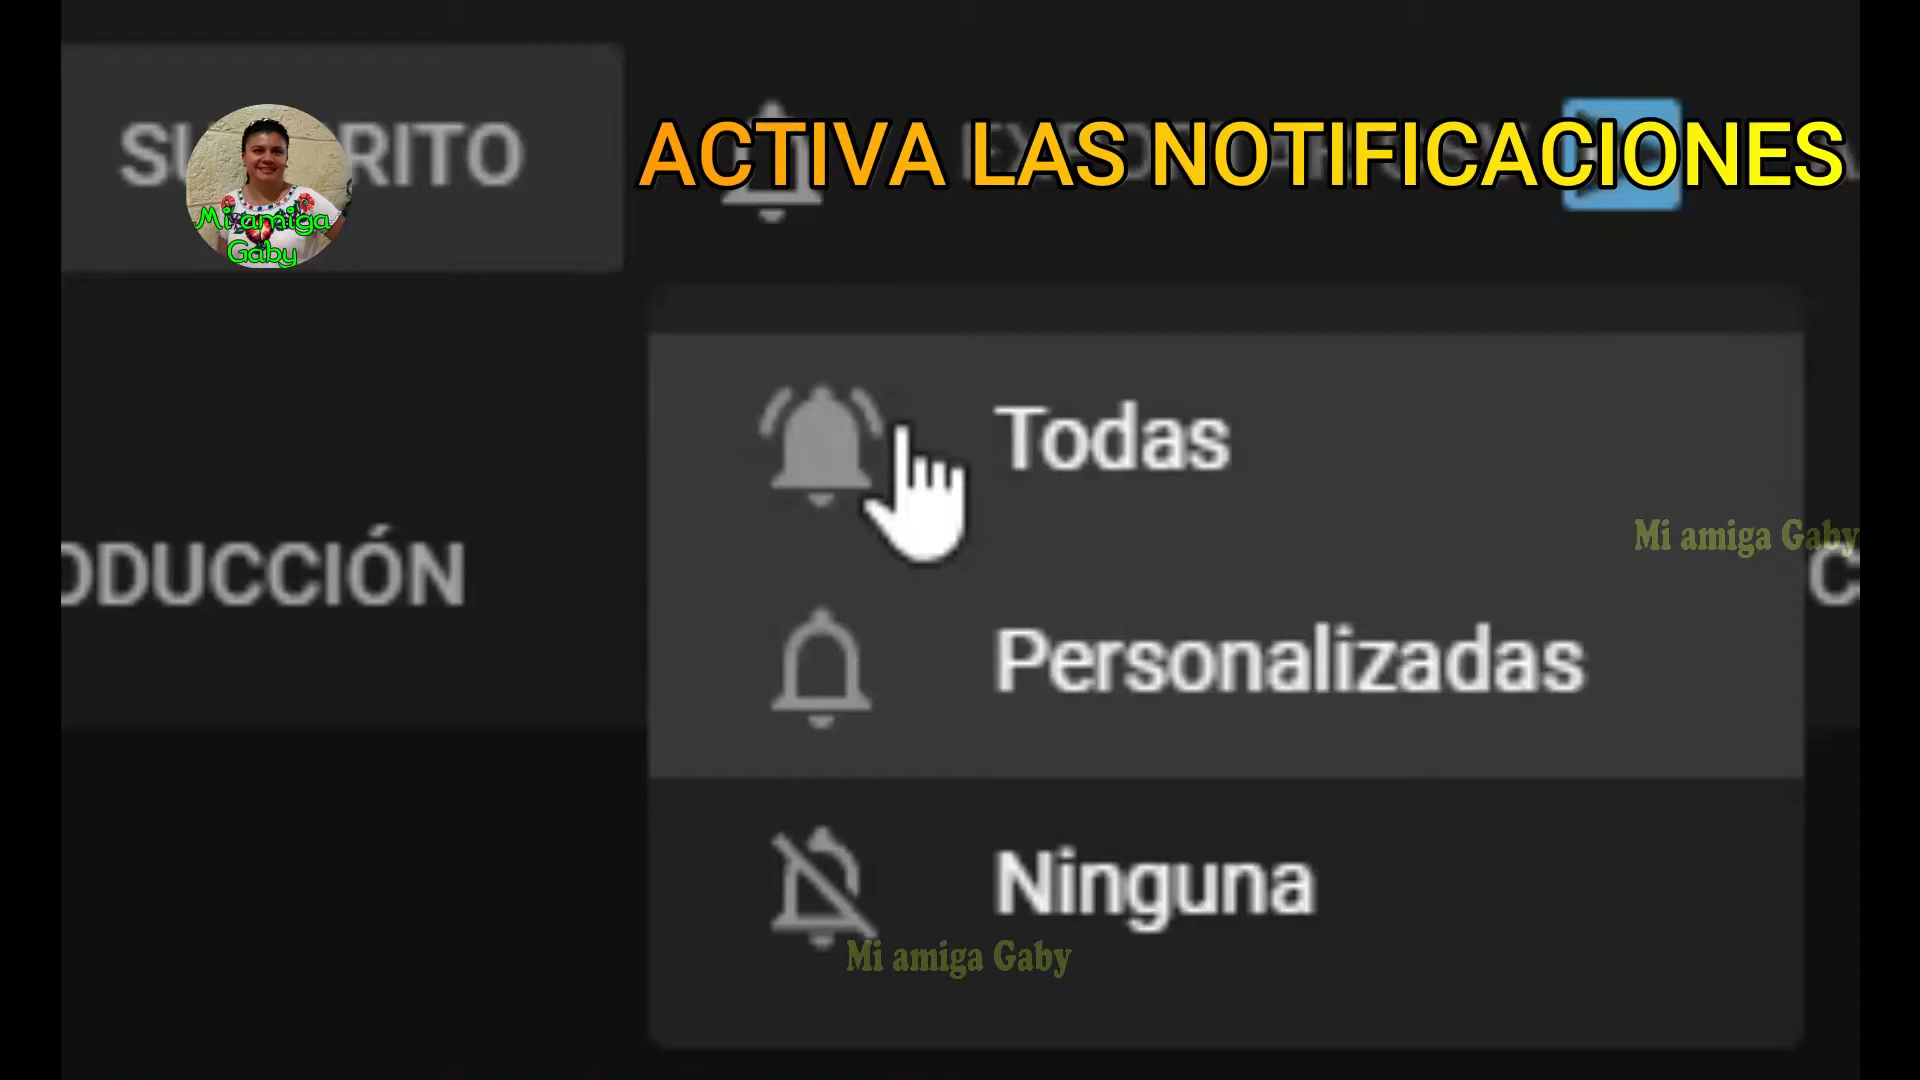 ACTIVA LAS NOTIFICACIONES
Mi amiga
Gaby
Todas
Mi amiga Gaby
ODUCCIÓN
Personalizadas
Ninguna
Mi amiga Gaby